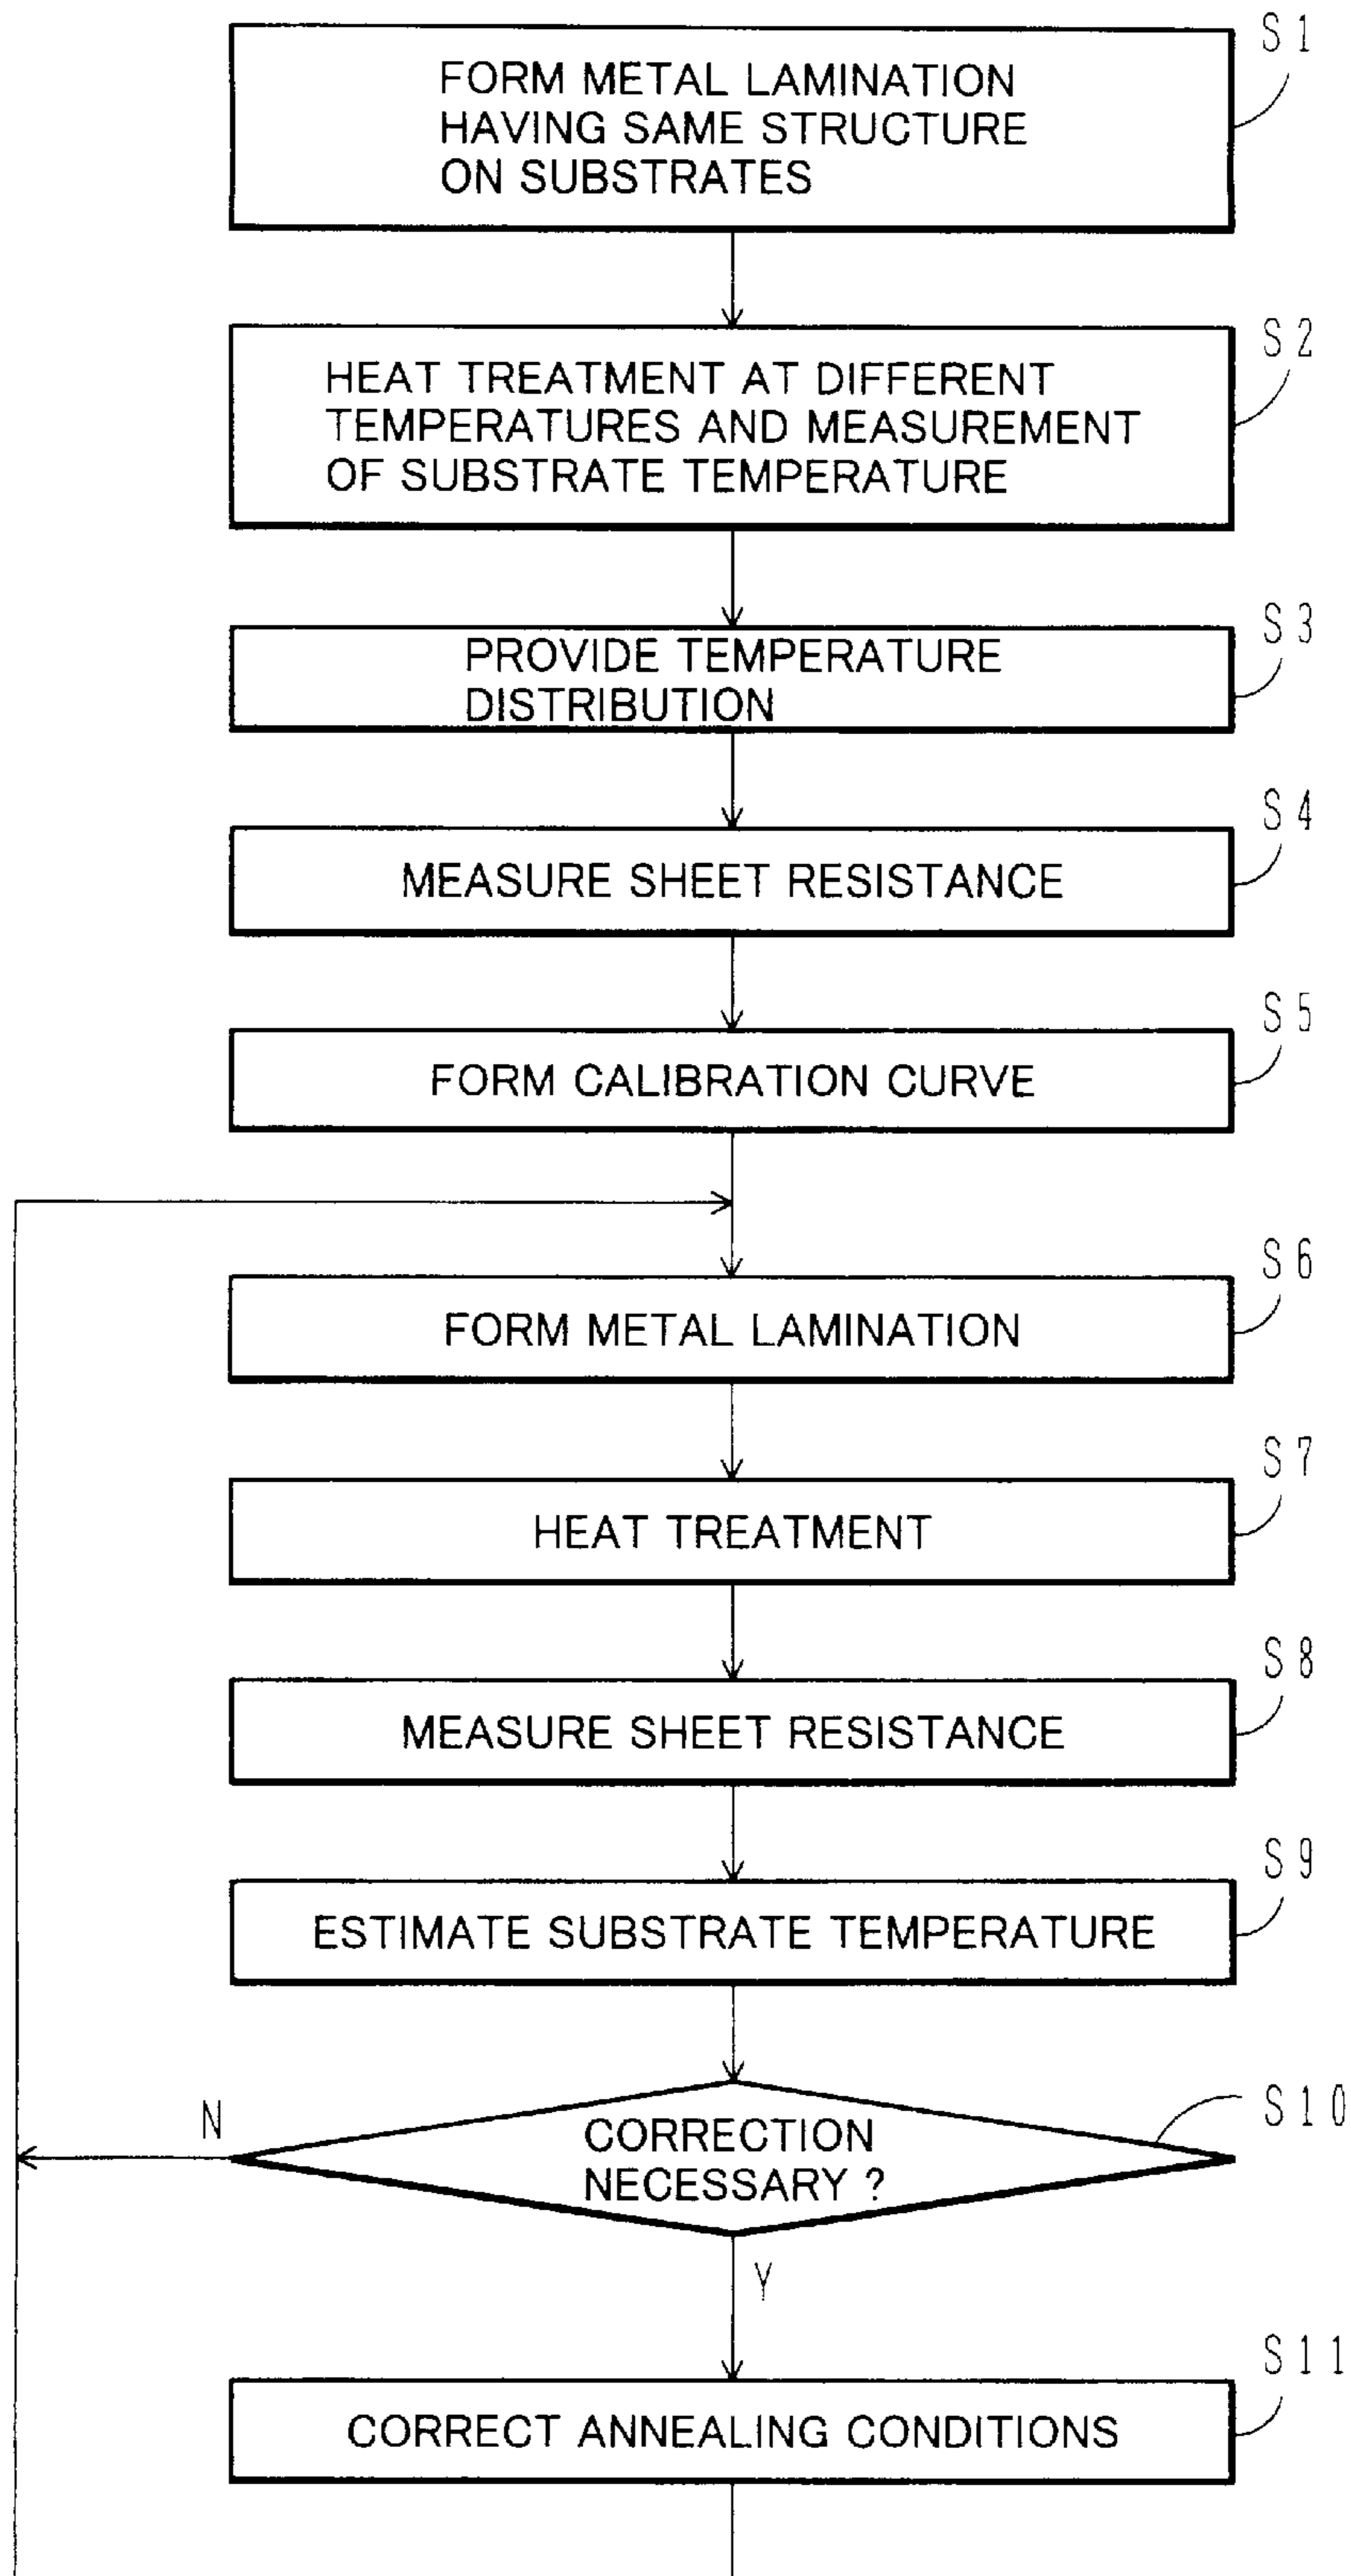 S1
FORM METAL LAMINATION
HAVING SAME STRUCTURE
ON SUBSTRATES
S2
HEAT TREATMENT AT DIFFERENT
TEMPERATURES AND MEASUREMENT
OF SUBSTRATE TEMPERATURE
S3
PROVIDE TEMPERATURE
DISTRIBUTION
S4
MEASURE SHEET RESISTANCE
S5
FORM CALIBRATION CURVE
S6
FORM METAL LAMINATION
S7
HEAT TREATMENT
S8
MEASURE SHEET RESISTANCE
S9
ESTIMATE SUBSTRATE TEMPERATURE
S10
N
CORRECTION
NECESSARY ?
Y
S11
CORRECT ANNEALING CONDITIONS